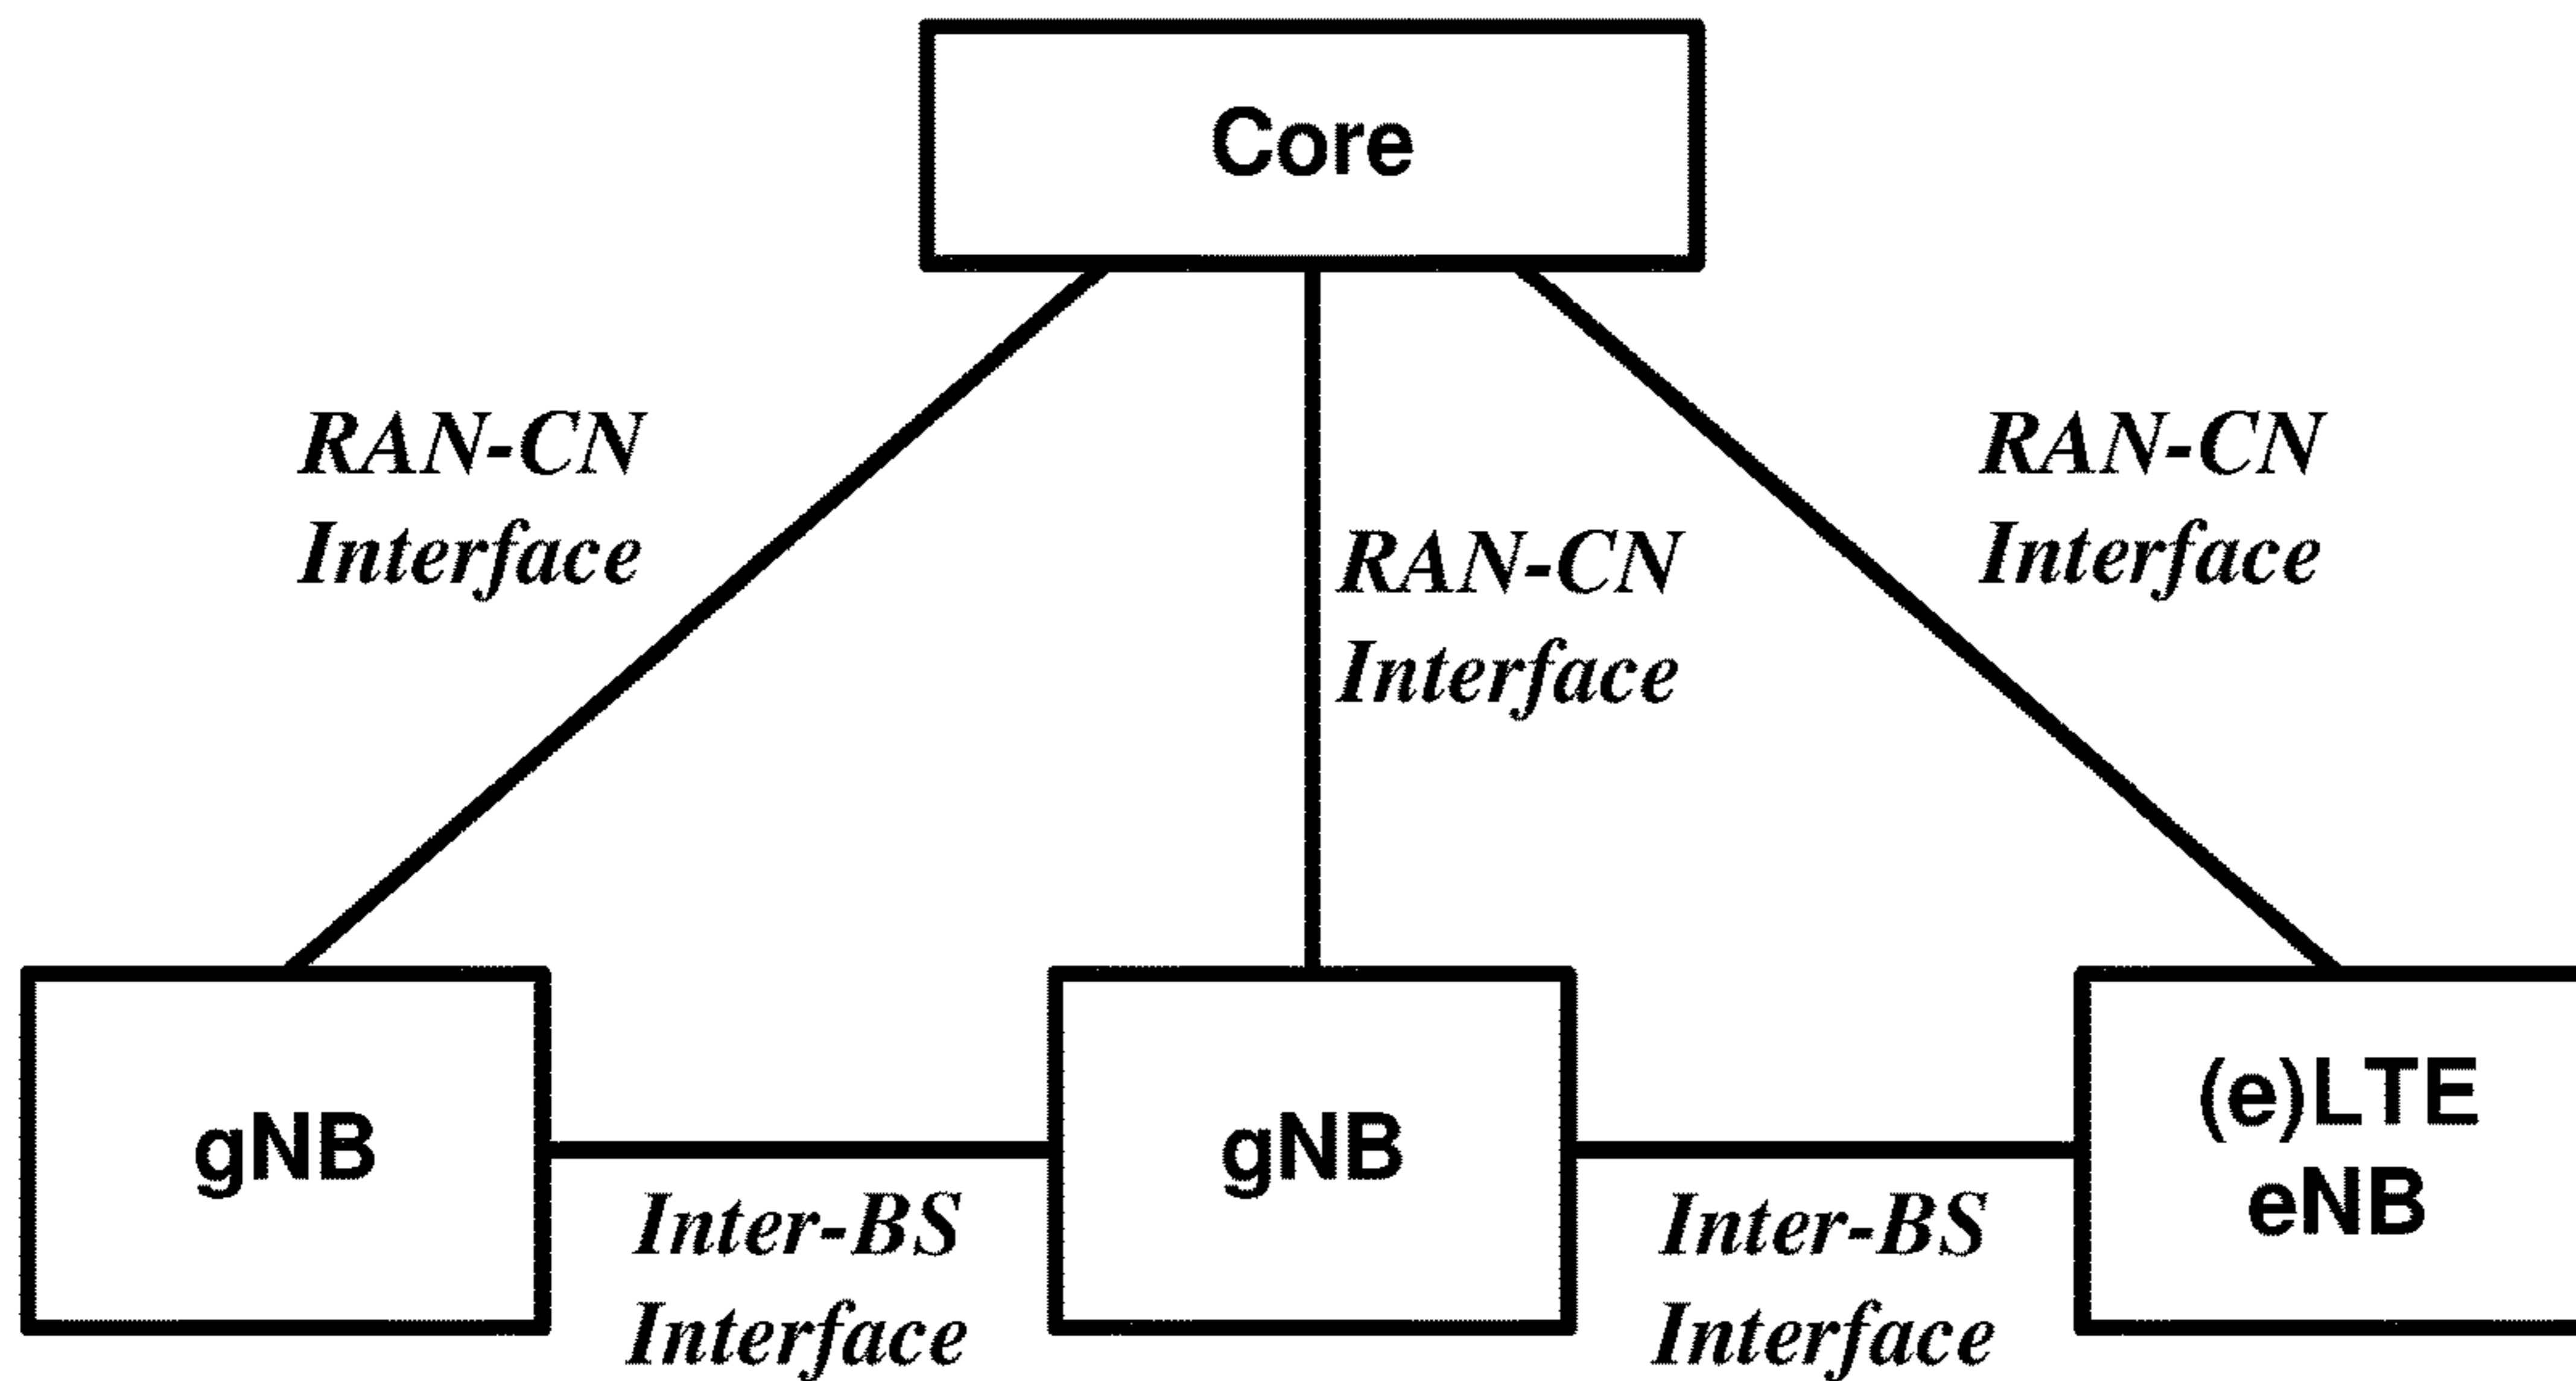 Core
RAN-CN
Interface
RAN-CN
Interface
RAN-CN
Interface
gNB
gNB
(e)LTE
eNB
Inter-BS
Interface
Inter-BS
Interface